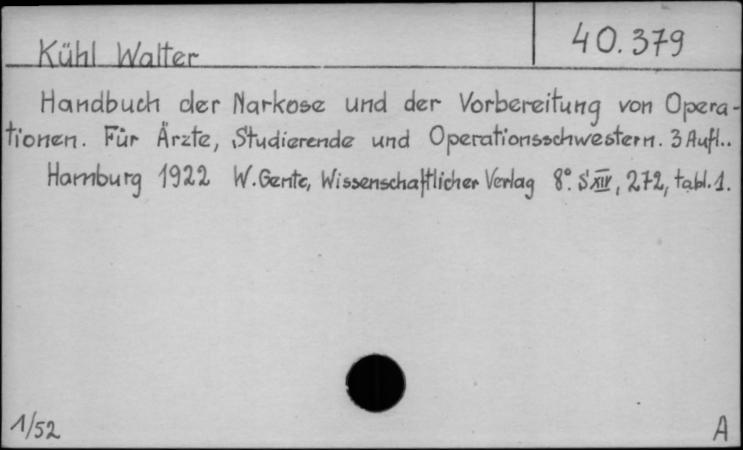 Kühl Walter
40.379
Handbuch der Narkose und der Vorbereitung von Opera-
tionen. Für Ärzte, Studierende und Operationsschwestern. 3 Aufl..
Hamburg 1922 W. Gente, Wissenschaftlicher Verlag 8°. S XIV, 272, tabl. 1.
1/52
A